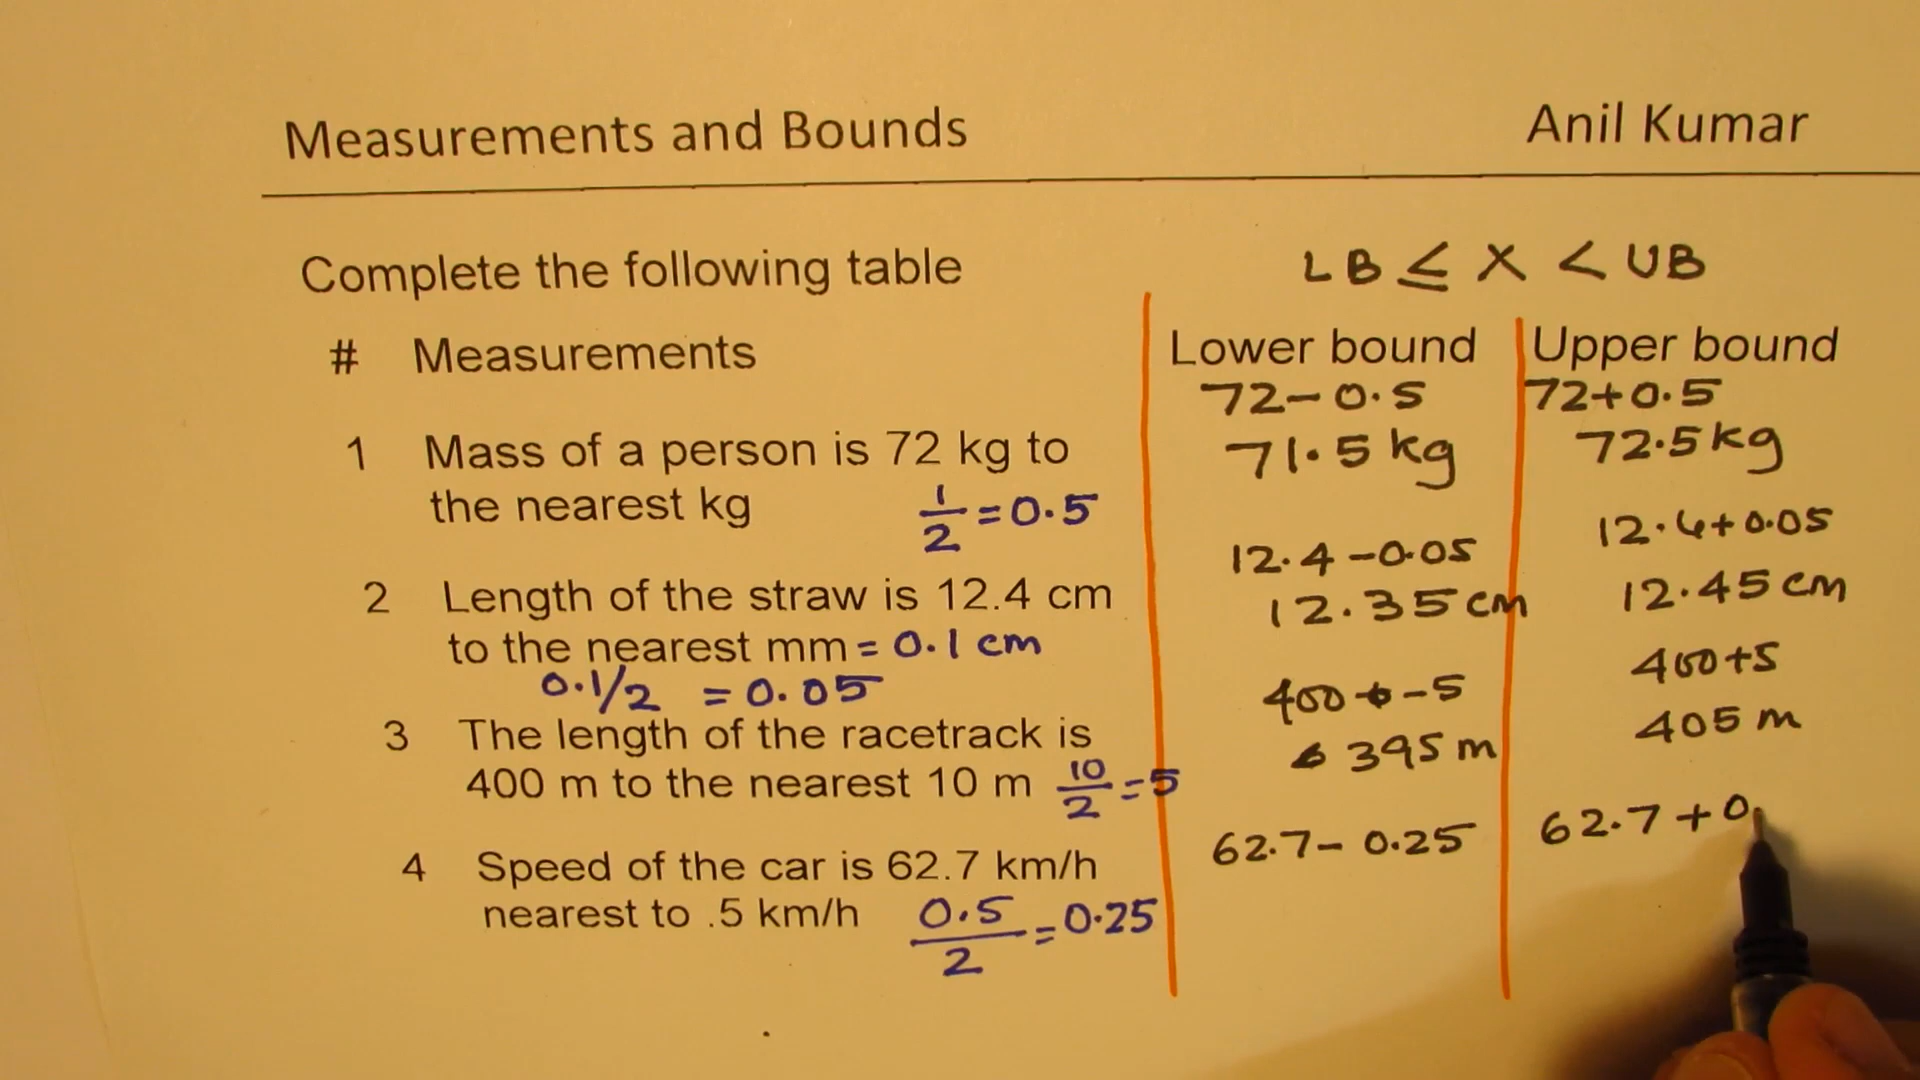 Measurements and Bounds Anil Kumar
Complete the following table LB ≤ X < UB
# Measurements Lower bound Upper bound
72-0.5 72+0.5
1 Mass of a person is 72 kg to 71.5 kg 72.5 kg
the nearest kg 1/2 = 0.5
12.4-0.05 12.4+0.05
2 Length of the straw is 12.4 cm 12.35 cm 12.45 cm
to the nearest mm = 0.1 cm
0.1/2 = 0.05 400 -5 400+5
3 The length of the racetrack is 395 m 405 m
400 m to the nearest 10 m 10/2 = 5
62.7- 0.25 62.7 + 0.
4 Speed of the car is 62.7 km/h
nearest to .5 km/h 0.5/2 = 0.25